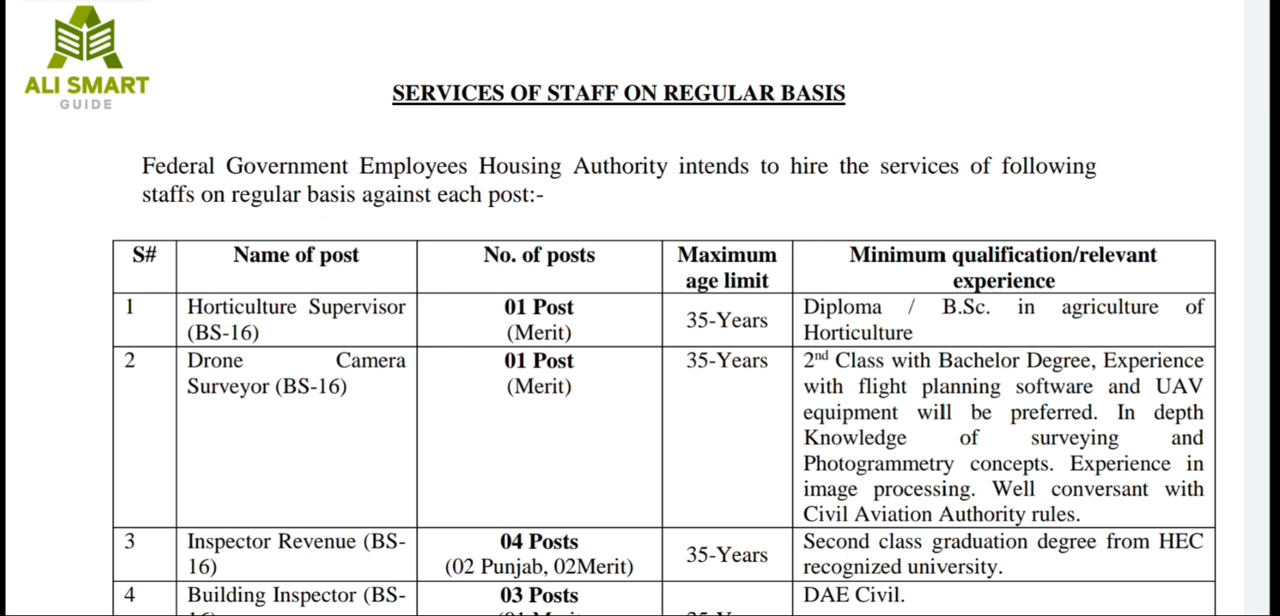 ALI SMART
GUIDE
SERVICES OF STAFF ON REGULAR BASIS
Federal Government Employees Housing Authority intends to hire the services of following
staffs on regular basis against each post:-
S# Name of post No. of posts Maximum age limit Minimum qualification/relevant experience
1 Horticulture Supervisor (BS-16) 01 Post (Merit) 35-Years Diploma / B.Sc. in agriculture of
Horticulture
2 Drone Camera Surveyor (BS-16) 01 Post (Merit) 35-Years 2nd Class with Bachelor Degree, Experience
with flight planning software and UAV
equipment will be preferred. In depth
Knowledge of surveying and
Photogrammetry concepts. Experience in
image processing. Well conversant with
Civil Aviation Authority rules.
3 Inspector Revenue (BS-16) 04 Posts (02 Punjab, 02Merit) 35-Years Second class graduation degree from HEC
recognized university.
4 Building Inspector (BS- 03 Posts DAE Civil.